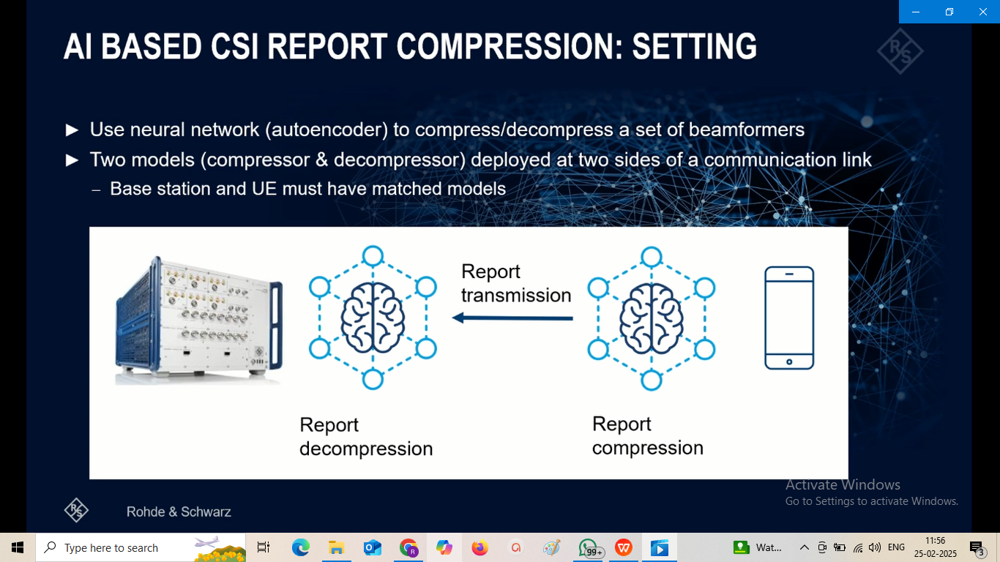 AI BASED CSI REPORT COMPRESSION: SETTING
R/S
► Use neural network (autoencoder) to compress/decompress a set of beamformers
► Two models (compressor & decompressor) deployed at two sides of a communication link
– Base station and UE must have matched models
Report
transmission
Report
decompression
Report
compression
Activate Windows
Go to Settings to activate Windows.
R/S
Rohde & Schwarz
Type here to search
99+
Wat...
ENG
11:56
25-02-2025
3